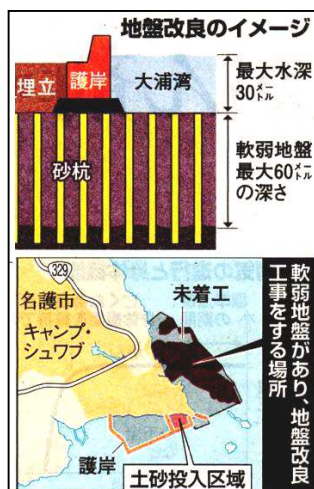 地盤改良のイメージ
埋立
護岸
大浦湾
最大水深
30メートル
砂杭
軟弱地盤
最大60メートル
の深さ
329
名護市
キャンプ・
シュワブ
未着工
軟弱地盤があり、地盤改良
工事をする場所
護岸
土砂投入区域